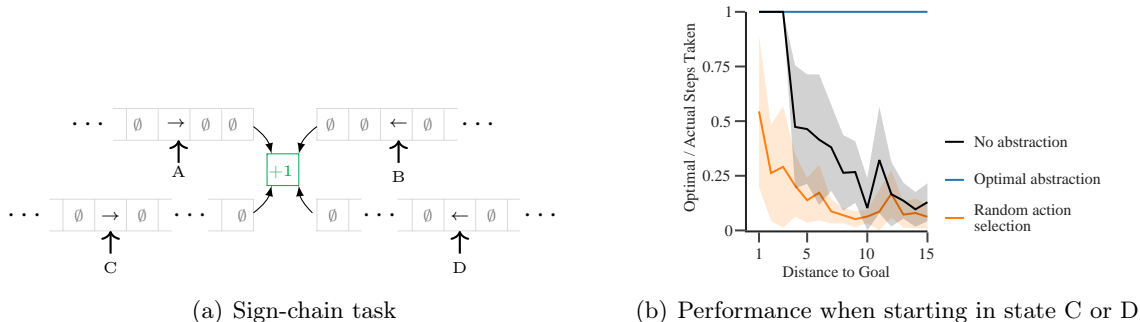 · · · ∅ → ∅ ∅ ∅ ∅ ← ∅ · · ·
A
+1
B
· · · ∅ → ∅ · · · ∅ ∅ · · · ∅ ← ∅ · · ·
C
D
(a) Sign-chain task
Optimal / Actual Steps Taken
1
0.75
0.5
0.25
0
1
5
10
15
Distance to Goal
No abstraction
Optimal abstraction
Random action
selection
(b) Performance when starting in state C or D